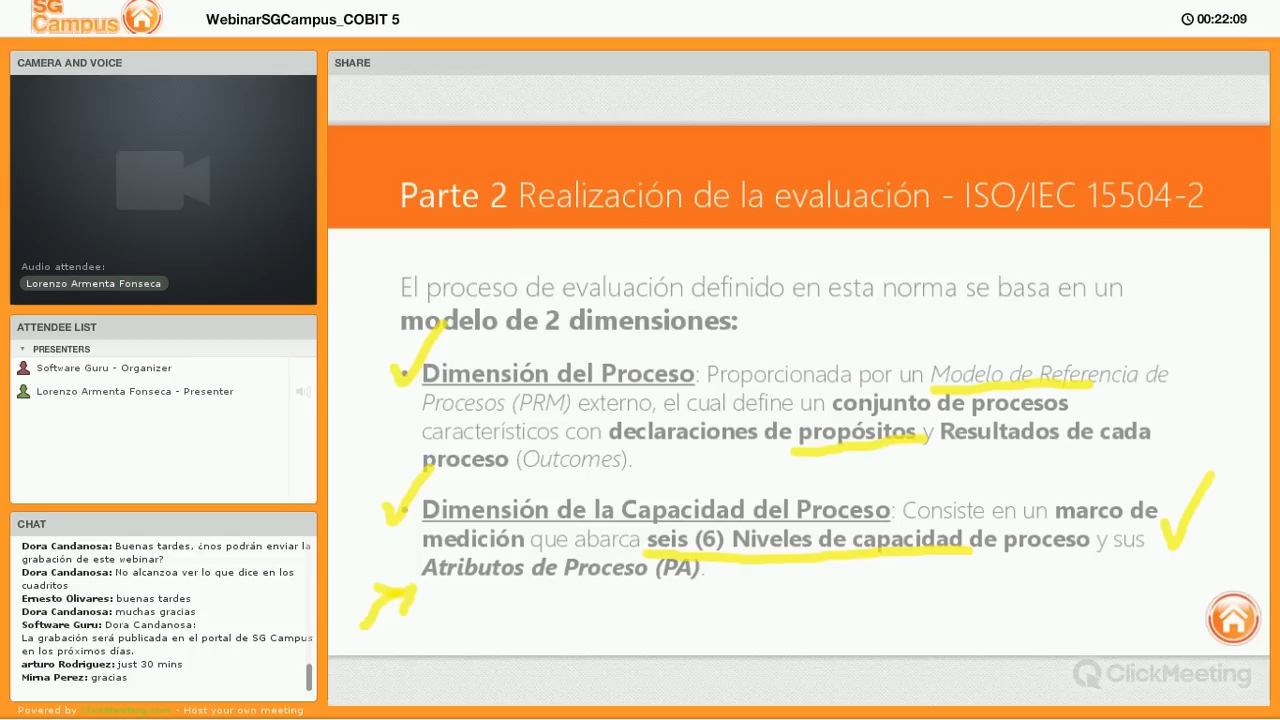 SG
Campus
WebinarSGCampus_COBIT 5
00:22:09
CAMERA AND VOICE
Audio attendee:
Lorenzo Armenta Fonseca
ATTENDEE LIST
PRESENTERS
Software Guru - Organizer
Lorenzo Armenta Fonseca - Presenter
CHAT
Dora Candanosa: Buenas tardes, ¿nos podrán enviar la
grabación de este webinar?
Dora Candanosa: No alcanzoa ver lo que dice en los
cuadritos
Ernesto Olivares: buenas tardes
Dora Candanosa: muchas gracias
Software Guru: Dora Candanosa:
La grabación será publicada en el portal de SG Campus
en los próximos días.
arturo Rodriguez: just 30 mins
Mirna Perez: gracias
Powered by ClickMeeting.com - Host your own meeting
SHARE
Parte 2 Realización de la evaluación - ISO/IEC 15504-2
El proceso de evaluación definido en esta norma se basa en un
modelo de 2 dimensiones:
• Dimensión del Proceso: Proporcionada por un Modelo de Referencia de
Procesos (PRM) externo, el cual define un conjunto de procesos
característicos con declaraciones de propósitos y Resultados de cada
proceso (Outcomes).
• Dimensión de la Capacidad del Proceso: Consiste en un marco de
medición que abarca seis (6) Niveles de capacidad de proceso y sus
Atributos de Proceso (PA).
ClickMeeting